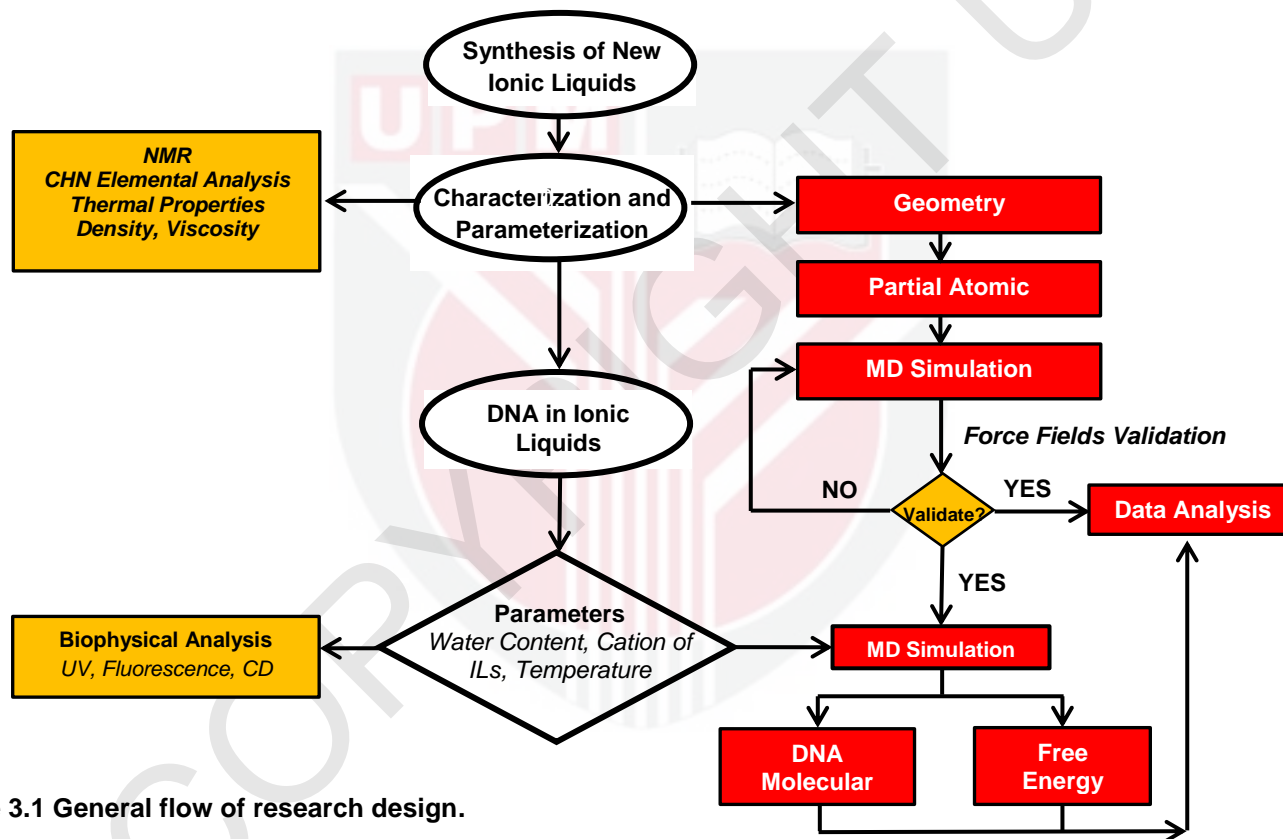 Synthesis of New
Ionic Liquids
UPM
NMR
CHN Elemental Analysis
Thermal Properties
Density, Viscosity
Characterization and
Parameterization
Geometry
Partial Atomic
MD Simulation
DNA in Ionic
Liquids
Force Fields Validation
NO
YES
Validate?
Data Analysis
YES
Parameters
Water Content, Cation of
ILs, Temperature
Biophysical Analysis
UV, Fluorescence, CD
MD Simulation
DNA
Molecular
Free
Energy
3.1 General flow of research design.
COPYRIGHT U